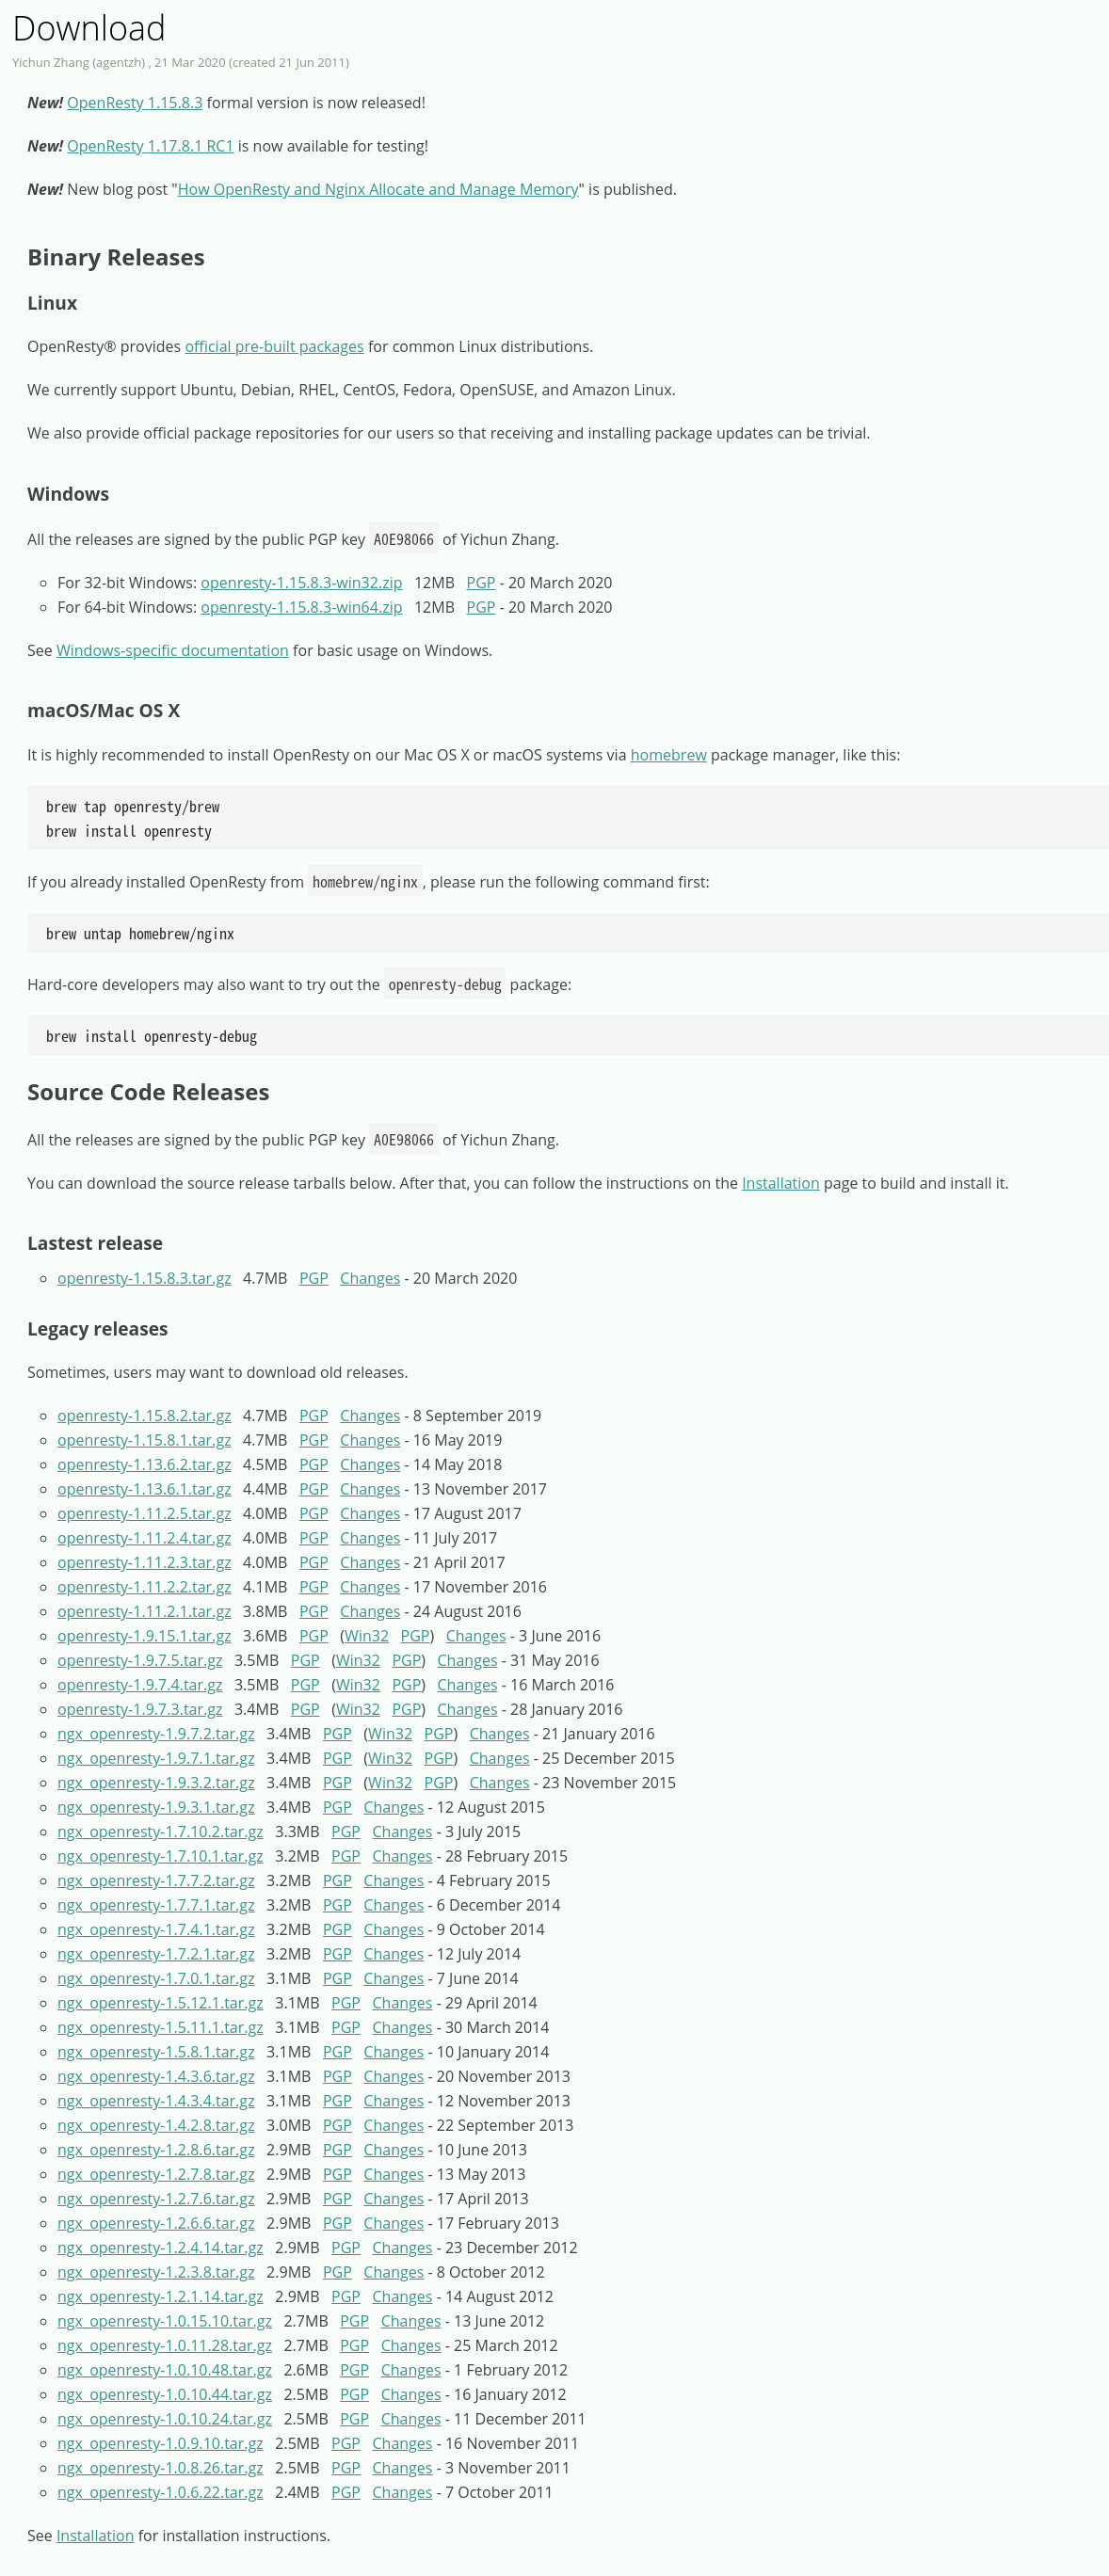 Download
Yichun Zhang (agentzh) , 21 Mar 2020 (created 21 Jun 2011)
New! OpenResty 1.15.8.3 formal version is now released!
New! OpenResty 1.17.8.1 RC1 is now available for testing!
New! New blog post "How OpenResty and Nginx Allocate and Manage Memory" is published.
Binary Releases
Linux
OpenResty® provides official pre-built packages for common Linux distributions.
We currently support Ubuntu, Debian, RHEL, CentOS, Fedora, OpenSUSE, and Amazon Linux.
We also provide official package repositories for our users so that receiving and installing package updates can be trivial.
Windows
All the releases are signed by the public PGP key A0E98066 of Yichun Zhang.
For 32-bit Windows: openresty-1.15.8.3-win32.zip 12MB PGP - 20 March 2020
For 64-bit Windows: openresty-1.15.8.3-win64.zip 12MB PGP - 20 March 2020
See Windows-specific documentation for basic usage on Windows.
macOS/Mac OS X
It is highly recommended to install OpenResty on our Mac OS X or macOS systems via homebrew package manager, like this:
brew tap openresty/brew
brew install openresty
If you already installed OpenResty from homebrew/nginx , please run the following command first:
brew untap homebrew/nginx
Hard-core developers may also want to try out the openresty-debug package:
brew install openresty-debug
Source Code Releases
All the releases are signed by the public PGP key A0E98066 of Yichun Zhang.
You can download the source release tarballs below. After that, you can follow the instructions on the Installation page to build and install it.
Lastest release
openresty-1.15.8.3.tar.gz 4.7MB PGP Changes - 20 March 2020
Legacy releases
Sometimes, users may want to download old releases.
openresty-1.15.8.2.tar.gz 4.7MB PGP Changes - 8 September 2019
openresty-1.15.8.1.tar.gz 4.7MB PGP Changes - 16 May 2019
openresty-1.13.6.2.tar.gz 4.5MB PGP Changes - 14 May 2018
openresty-1.13.6.1.tar.gz 4.4MB PGP Changes - 13 November 2017
openresty-1.11.2.5.tar.gz 4.0MB PGP Changes - 17 August 2017
openresty-1.11.2.4.tar.gz 4.0MB PGP Changes - 11 July 2017
openresty-1.11.2.3.tar.gz 4.0MB PGP Changes - 21 April 2017
openresty-1.11.2.2.tar.gz 4.1MB PGP Changes - 17 November 2016
openresty-1.11.2.1.tar.gz 3.8MB PGP Changes - 24 August 2016
openresty-1.9.15.1.tar.gz 3.6MB PGP (Win32 PGP) Changes - 3 June 2016
openresty-1.9.7.5.tar.gz 3.5MB PGP (Win32 PGP) Changes - 31 May 2016
openresty-1.9.7.4.tar.gz 3.5MB PGP (Win32 PGP) Changes - 16 March 2016
openresty-1.9.7.3.tar.gz 3.4MB PGP (Win32 PGP) Changes - 28 January 2016
ngx_openresty-1.9.7.2.tar.gz 3.4MB PGP (Win32 PGP) Changes - 21 January 2016
ngx_openresty-1.9.7.1.tar.gz 3.4MB PGP (Win32 PGP) Changes - 25 December 2015
ngx_openresty-1.9.3.2.tar.gz 3.4MB PGP (Win32 PGP) Changes - 23 November 2015
ngx_openresty-1.9.3.1.tar.gz 3.4MB PGP Changes - 12 August 2015
ngx_openresty-1.7.10.2.tar.gz 3.3MB PGP Changes - 3 July 2015
ngx_openresty-1.7.10.1.tar.gz 3.2MB PGP Changes - 28 February 2015
ngx_openresty-1.7.7.2.tar.gz 3.2MB PGP Changes - 4 February 2015
ngx_openresty-1.7.7.1.tar.gz 3.2MB PGP Changes - 6 December 2014
ngx_openresty-1.7.4.1.tar.gz 3.2MB PGP Changes - 9 October 2014
ngx_openresty-1.7.2.1.tar.gz 3.2MB PGP Changes - 12 July 2014
ngx_openresty-1.7.0.1.tar.gz 3.1MB PGP Changes - 7 June 2014
ngx_openresty-1.5.12.1.tar.gz 3.1MB PGP Changes - 29 April 2014
ngx_openresty-1.5.11.1.tar.gz 3.1MB PGP Changes - 30 March 2014
ngx_openresty-1.5.8.1.tar.gz 3.1MB PGP Changes - 10 January 2014
ngx_openresty-1.4.3.6.tar.gz 3.1MB PGP Changes - 20 November 2013
ngx_openresty-1.4.3.4.tar.gz 3.1MB PGP Changes - 12 November 2013
ngx_openresty-1.4.2.8.tar.gz 3.0MB PGP Changes - 22 September 2013
ngx_openresty-1.2.8.6.tar.gz 2.9MB PGP Changes - 10 June 2013
ngx_openresty-1.2.7.8.tar.gz 2.9MB PGP Changes - 13 May 2013
ngx_openresty-1.2.7.6.tar.gz 2.9MB PGP Changes - 17 April 2013
ngx_openresty-1.2.6.6.tar.gz 2.9MB PGP Changes - 17 February 2013
ngx_openresty-1.2.4.14.tar.gz 2.9MB PGP Changes - 23 December 2012
ngx_openresty-1.2.3.8.tar.gz 2.9MB PGP Changes - 8 October 2012
ngx_openresty-1.2.1.14.tar.gz 2.9MB PGP Changes - 14 August 2012
ngx_openresty-1.0.15.10.tar.gz 2.7MB PGP Changes - 13 June 2012
ngx_openresty-1.0.11.28.tar.gz 2.7MB PGP Changes - 25 March 2012
ngx_openresty-1.0.10.48.tar.gz 2.6MB PGP Changes - 1 February 2012
ngx_openresty-1.0.10.44.tar.gz 2.5MB PGP Changes - 16 January 2012
ngx_openresty-1.0.10.24.tar.gz 2.5MB PGP Changes - 11 December 2011
ngx_openresty-1.0.9.10.tar.gz 2.5MB PGP Changes - 16 November 2011
ngx_openresty-1.0.8.26.tar.gz 2.5MB PGP Changes - 3 November 2011
ngx_openresty-1.0.6.22.tar.gz 2.4MB PGP Changes - 7 October 2011
See Installation for installation instructions.